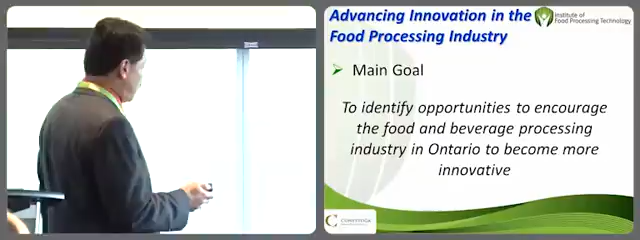 Advancing Innovation in the
Food Processing Industry
Institute of
Food Processing Technology
Main Goal
To identify opportunities to encourage
the food and beverage processing
industry in Ontario to become more
innovative
CONESTOGA